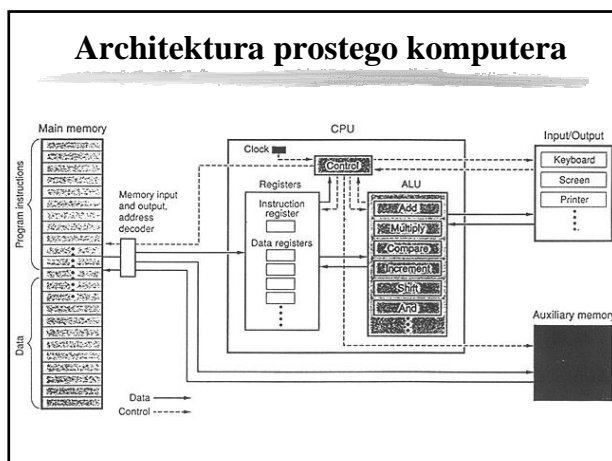 Architektura prostego komputera
Main memory
CPU
Input/Output
Clock
Control
Keyboard
Screen
Printer
Program instructions
Memory input
and output,
address
decoder
Registers
Instruction
register
Data registers
ALU
Add
Multiply
Compare
Increment
Shift
And
Data
Auxiliary memory
Data
Control